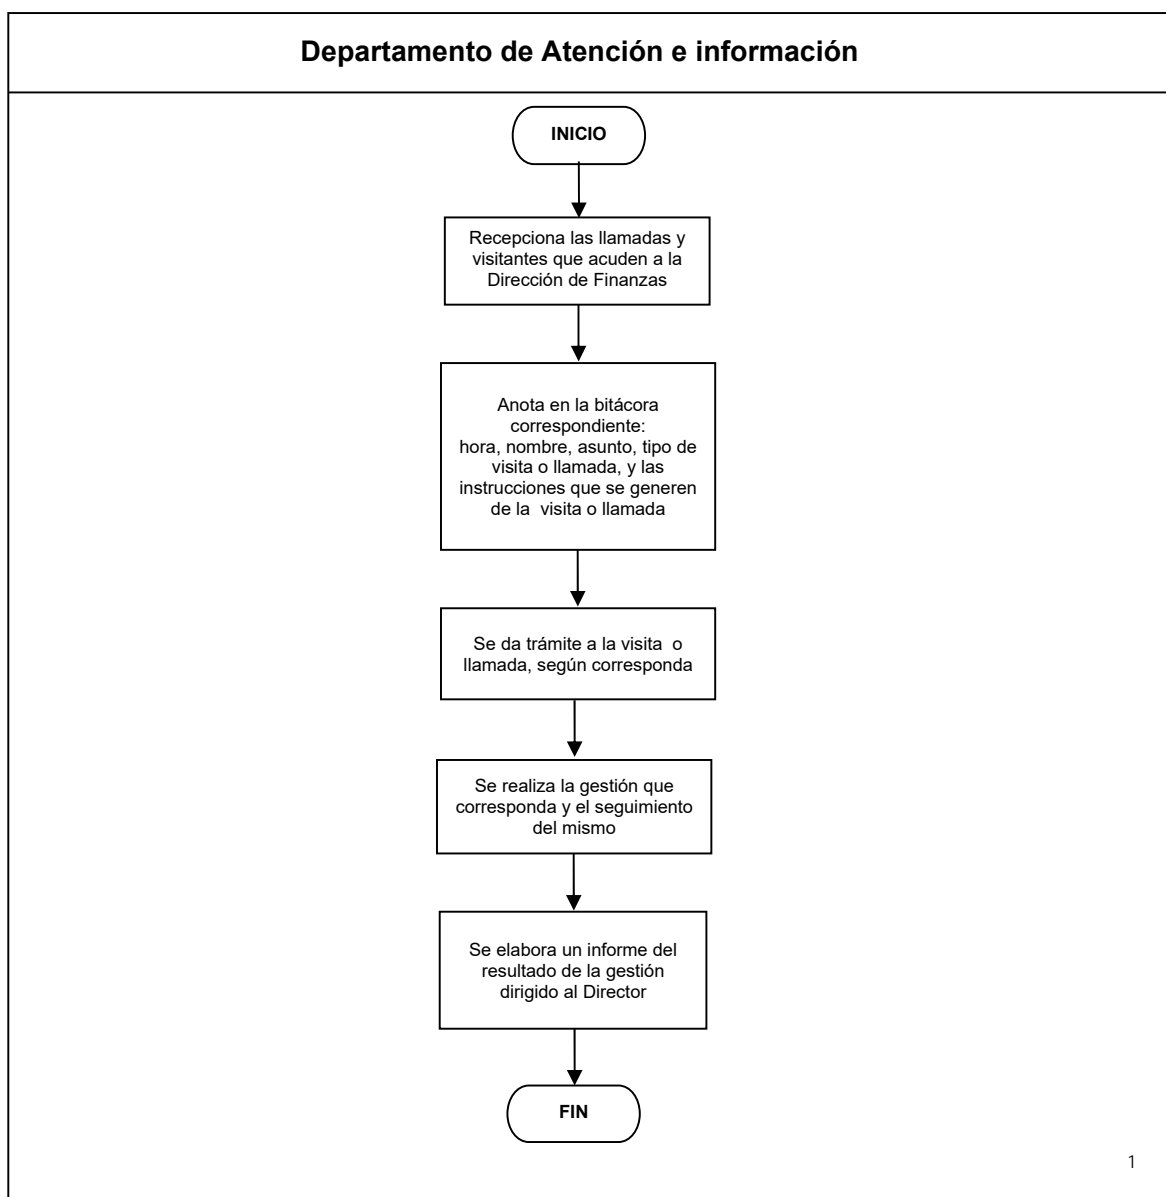 Departamento de Atención e información
INICIO
Recepciona las llamadas y
visitantes que acuden a la
Dirección de Finanzas
Anota en la bitácora
correspondiente:
hora, nombre, asunto, tipo de
visita o llamada, y las
instrucciones que se generen
de la  visita o llamada
Se da trámite a la visita  o
llamada, según corresponda
Se realiza la gestión que
corresponda y el seguimiento
del mismo
Se elabora un informe del
resultado de la gestión
dirigido al Director
FIN
1